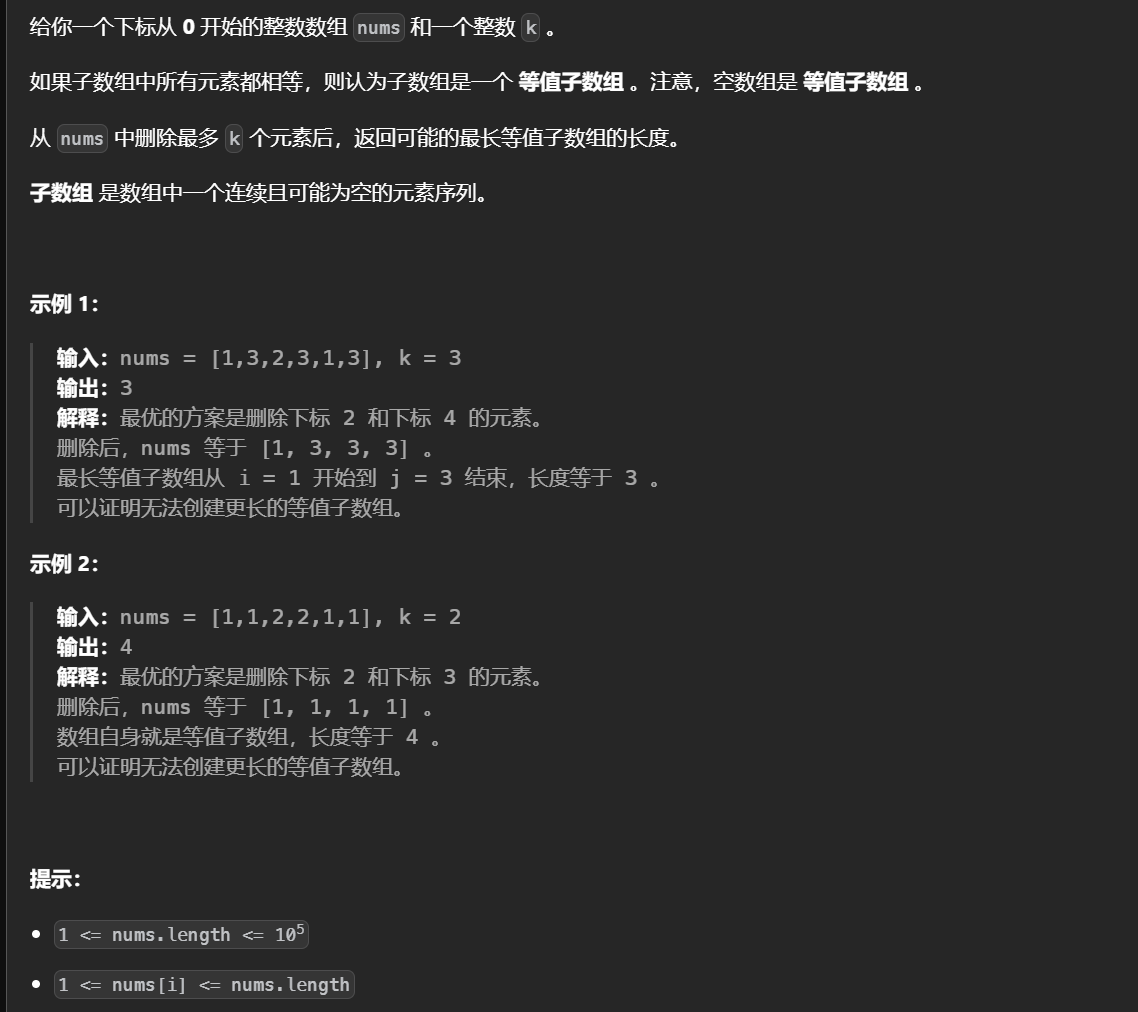 给你一个下标从 0 开始的整数数组 nums 和一个整数 k 。
如果子数组中所有元素都相等，则认为子数组是一个 等值子数组 。注意，空数组是 等值子数组 。
从 nums 中删除最多 k 个元素后，返回可能的最长等值子数组的长度。
子数组 是数组中一个连续且可能为空的元素序列。
示例 1：
输入：nums = [1,3,2,3,1,3], k = 3
输出：3
解释：最优的方案是删除下标 2 和下标 4 的元素。
删除后，nums 等于 [1, 3, 3, 3] 。
最长等值子数组从 i = 1 开始到 j = 3 结束，长度等于 3 。
可以证明无法创建更长的等值子数组。
示例 2：
输入：nums = [1,1,2,2,1,1], k = 2
输出：4
解释：最优的方案是删除下标 2 和下标 3 的元素。
删除后，nums 等于 [1, 1, 1, 1] 。
数组自身就是等值子数组，长度等于 4 。
可以证明无法创建更长的等值子数组。
提示：
• 1 <= nums.length <= 10⁵
• 1 <= nums[i] <= nums.length